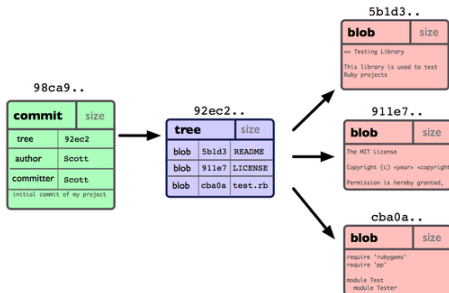 98ca9..
commit size
tree 92ec2
author Scott
committer Scott
initial commit of my project
92ec2..
tree size
blob 5b1d3 README
blob 911e7 LICENSE
blob cba0a test.rb
5b1d3..
blob size
== Testing Library
This library is used to test
Ruby projects
911e7..
blob size
The MIT License
Copyright (c) <year> <copyright
Permission is hereby granted,
cba0a..
blob size
require 'rubygems'
require 'pp'
module Test
module Tester